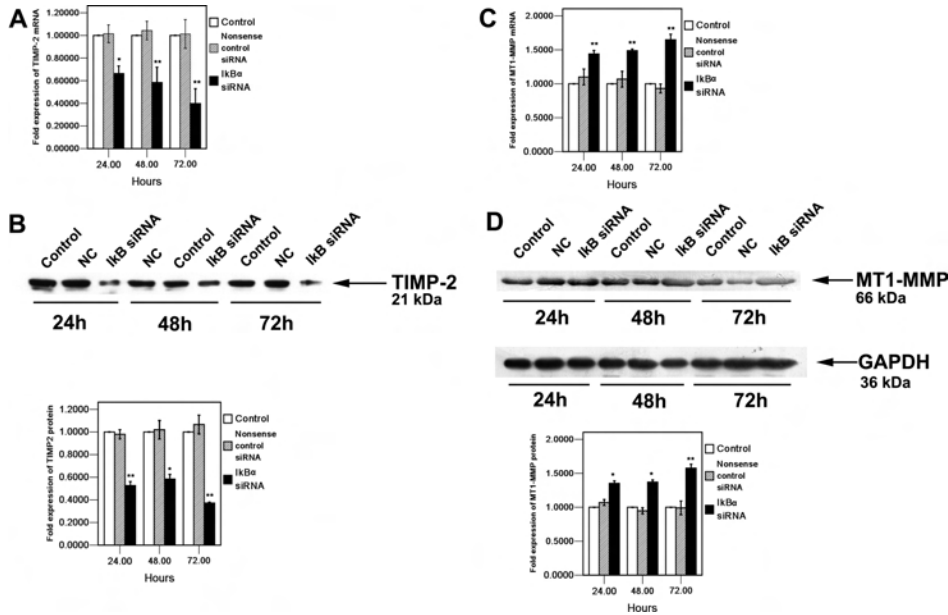 A
Fold expression of TIMP-2 mRNA
1.20000
1.00000
0.80000
0.60000
0.40000
0.20000
0.00000
*
**
**
24.00 48.00 72.00
Hours
Control
Nonsense
control
siRNA
IkBα
siRNA
B
Control NC IkB siRNA NC Control IkB siRNA Control NC IkB siRNA
TIMP-2
21 kDa
24h 48h 72h
Fold expression of TIMP2 protein
1.2000
1.0000
0.8000
0.6000
0.4000
0.2000
0.0000
**
*
**
24.00 48.00 72.00
Hours
Control
Nonsense
control
siRNA
IkBα
siRNA
C
Fold expression of MT1-MMP mRNA
2.0000
1.5000
1.0000
0.5000
0.0000
**
**
**
24.00 48.00 72.00
Hours
Control
Nonsense
control
siRNA
IkBα
siRNA
D
Control NC IkB siRNA Control NC IkB siRNA Control NC IkB siRNA
MT1-MMP
66 kDa
24h 48h 72h
GAPDH
36 kDa
24h 48h 72h
Fold expression of MT1-MMP protein
2.0000
1.5000
1.0000
0.5000
0.0000
*
*
**
24.00 48.00 72.00
Hours
Control
Nonsense
control
siRNA
IkBα
siRNA